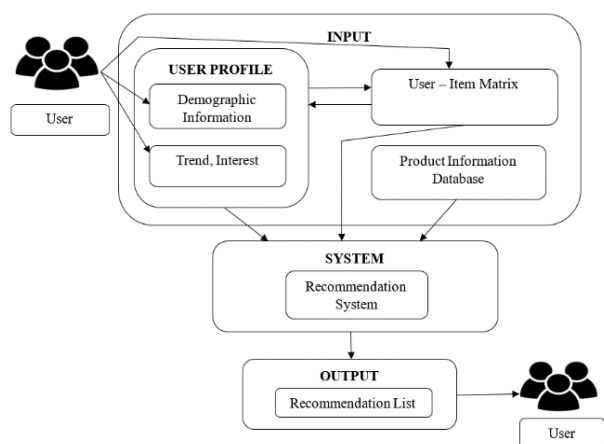 INPUT
USER PROFILE
Demographic
Information
Trend, Interest
User – Item Matrix
Product Information
Database
User
SYSTEM
Recommendation
System
OUTPUT
Recommendation List
User